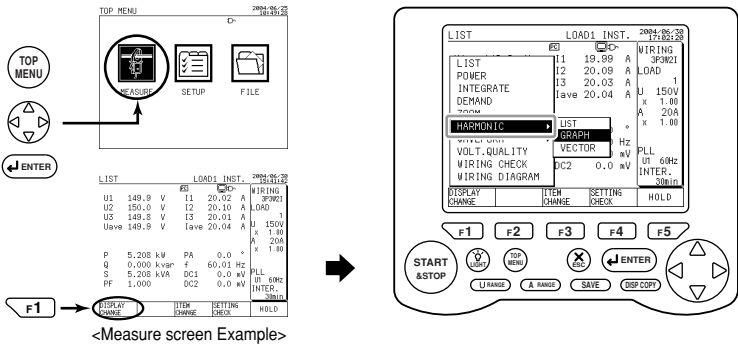 TOP MENU
2004/06/25
10:49:28
TOP
MENU
MEASURE
SETUP
FILE
ENTER
LIST
LOAD1 INST.
2004/06/30
15:41:42
WIRING
3P3W2I
LOAD
1
U 150V
x 1.00
A 20A
x 1.00
PLL
U1 60Hz
INTER.
30min
U1 149.9 V I1 20.02 A
U2 150.0 V I2 20.10 A
U3 149.8 V I3 20.01 A
Uave 149.9 V Iave 20.04 A
P 5.208 kW PA 0.0 °
Q 0.000 kvar f 60.01 Hz
S 5.208 kVA DC1 0.0 mV
PF 1.000 DC2 0.0 mV
DISPLAY
CHANGE
ITEM
CHANGE
SETTING
CHECK
HOLD
F1
<Measure screen Example>
LIST
LOAD1 INST.
2004/06/30
17:02:20
I1 19.99 A
I2 20.09 A
I3 20.03 A
Iave 20.04 A
LIST
POWER
INTEGRATE
DEMAND
ZOOM
HARMONIC
WAVEFORM
VOLT.QUALITY
WIRING CHECK
WIRING DIAGRAM
LIST
GRAPH
VECTOR
°
Hz
mV
DC2 0.0 mV
WIRING
3P3W2I
LOAD
1
U 150V
x 1.00
A 20A
x 1.00
PLL
U1 60Hz
INTER.
30min
DISPLAY
CHANGE
ITEM
CHANGE
SETTING
CHECK
HOLD
F1
F2
F3
F4
F5
START
&STOP
LIGHT
TOP
MENU
ESC
ENTER
U RANGE
A RANGE
SAVE
DISP COPY